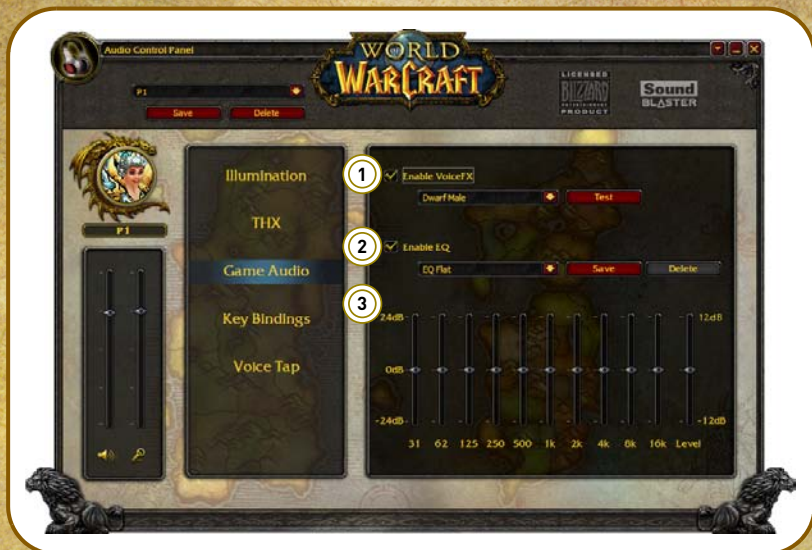 Audio Control Panel
WORLD
WARCRAFT
P1
Save Delete
LICENSED
BLIZZARD
ENTERTAINMENT
PRODUCT
Sound
BLASTER
P1
Illumination
THX
Game Audio
Key Bindings
Voice Tap
1 Enable VoiceFX
Dwarf Male Test
2 Enable EQ
EQ Flat Save Delete
3
24dB 12dB
0dB
-24dB -12dB
31 62 125 250 500 1k 2k 4k 8k 16k Level